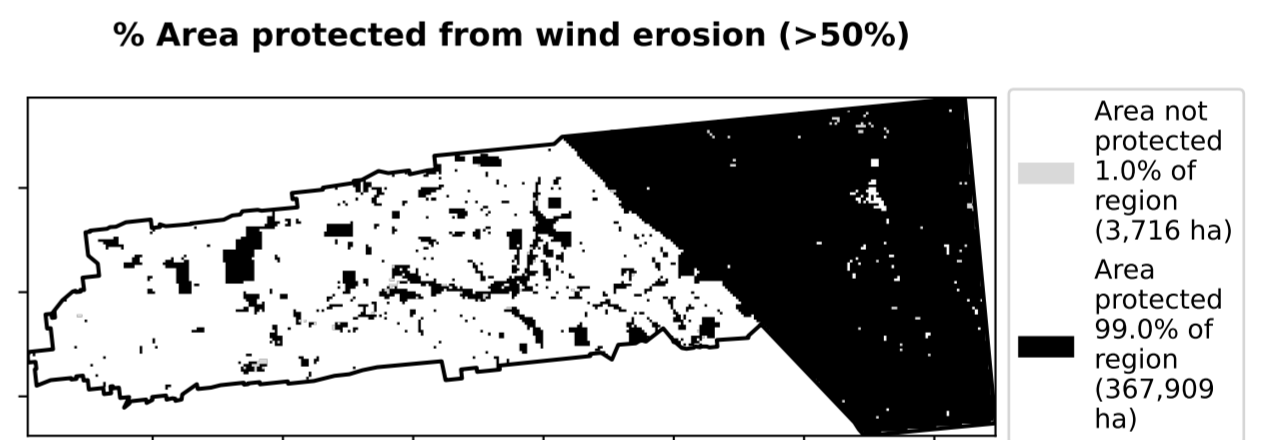 % Area protected from wind erosion (>50%)
Area not
protected
1.0% of
region
(3,716 ha)
Area
protected
99.0% of
region
(367,909
ha)